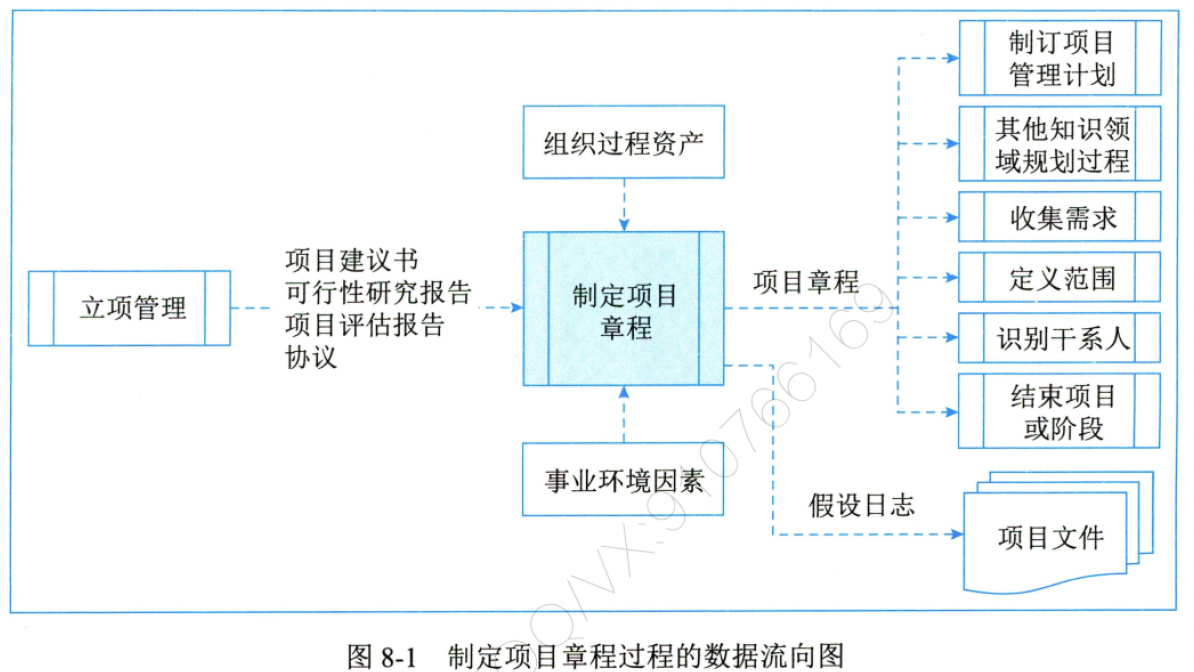 组织过程资产
立项管理
项目建议书
可行性研究报告
项目评估报告
协议
制定项目
章程
事业环境因素
项目章程
假设日志
制订项目
管理计划
其他知识领
域规划过程
收集需求
定义范围
识别干系人
结束项目
或阶段
项目文件
QQ/VX:910766169
图 8-1 制定项目章程过程的数据流向图